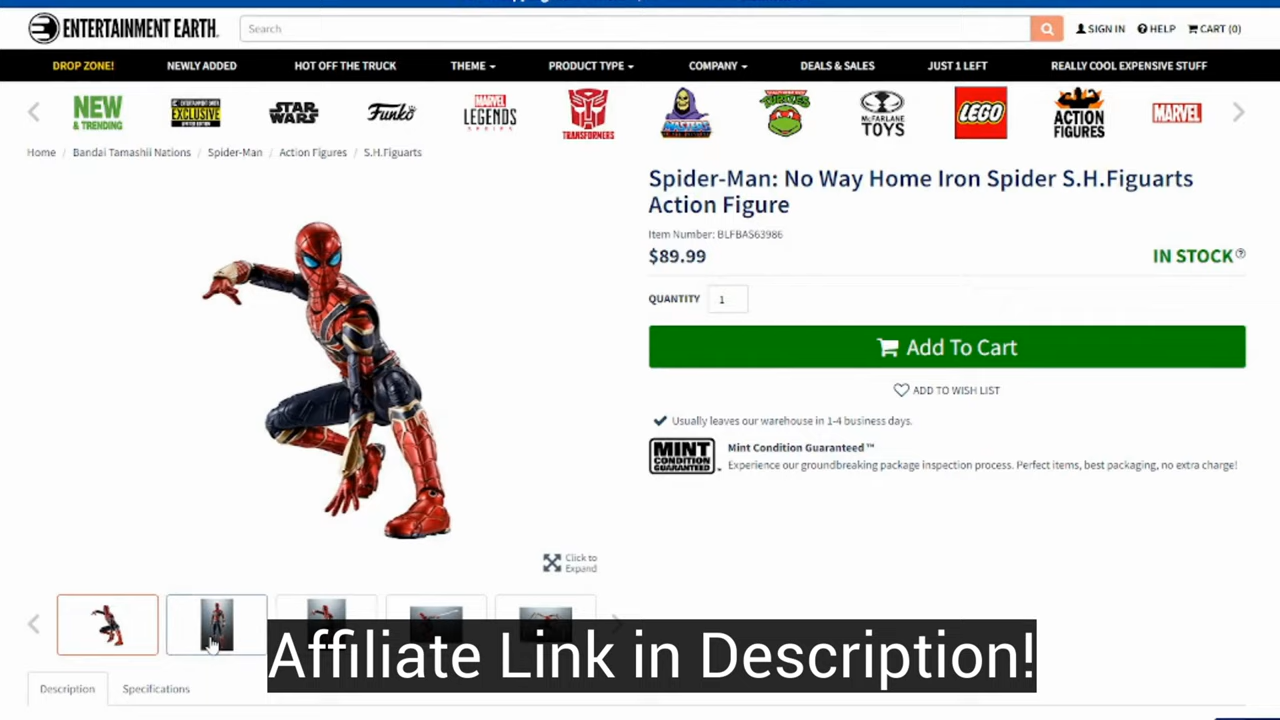 ENTERTAINMENT EARTH
Search
SIGN IN
HELP
CART (0)
DROP ZONE!
NEWLY ADDED
HOT OFF THE TRUCK
THEME
PRODUCT TYPE
COMPANY
DEALS & SALES
JUST 1 LEFT
REALLY COOL EXPENSIVE STUFF
NEW
& TRENDING
EXCLUSIVE
STAR
WARS
Funko
MARVEL
LEGENDS
SERIES
TRANSFORMERS
MASTERS
TURTLES
McFARLANE
TOYS
LEGO
ACTION
FIGURES
MARVEL
Home / Bandai Tamashii Nations / Spider-Man / Action Figures / S.H.Figuarts
Spider-Man: No Way Home Iron Spider S.H.Figuarts
Action Figure
Item Number: BLFBAS63986
$89.99
IN STOCK
QUANTITY
1
Add To Cart
ADD TO WISH LIST
Usually leaves our warehouse in 1-4 business days.
MINT
CONDITION
GUARANTEED
Mint Condition Guaranteed™
Experience our groundbreaking package inspection process. Perfect items, best packaging, no extra charge!
Click to
Expand
Affiliate Link in Description!
Description
Specifications